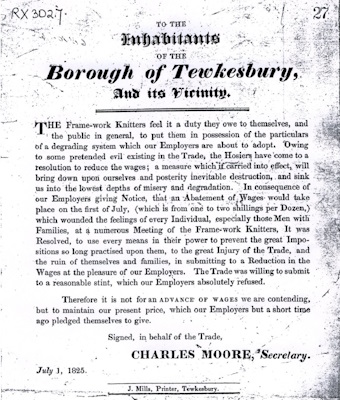 RX 3027.
27
TO THE
Inhabitants
OF THE
Borough of Tewkesbury,
And its Vicinity.
THE Frame-work Knitters feel it a duty they owe to themselves, and
the public in general, to put them in possession of the particulars
of a degrading system which our Employers are about to adopt. Owing
to some pretended evil existing in the Trade, the Hosiers have come to a
resolution to reduce the wages; a measure which if carried into effect, will
bring down upon ourselves and posterity inevitable destruction, and sink
us into the lowest depths of misery and degradation. In consequence of
our Employers giving Notice, that an Abatement of Wages would take
place on the first of July, (which is from one to two shillings per Dozen,)
which wounded the feelings of every Individual, especially those Men with
Families, at a numerous Meeting of the Frame-work Knitters, It was
Resolved, to use every means in their power to prevent the great Impo-
sitions so long practised upon them, to the great Injury of the Trade, and
the ruin of themselves and families, in submitting to a Reduction in the
Wages at the pleasure of our Employers. The Trade was willing to submit
to a reasonable stint, which our Employers absolutely refused.
Therefore it is not for an ADVANCE OF WAGES we are contending,
but to maintain our present price, which our Employers but a short time
ago pledged themselves to give.
Signed, in behalf of the Trade,
CHARLES MOORE, Secretary.
July 1, 1825.
J. Mills, Printer, Tewkesbury.